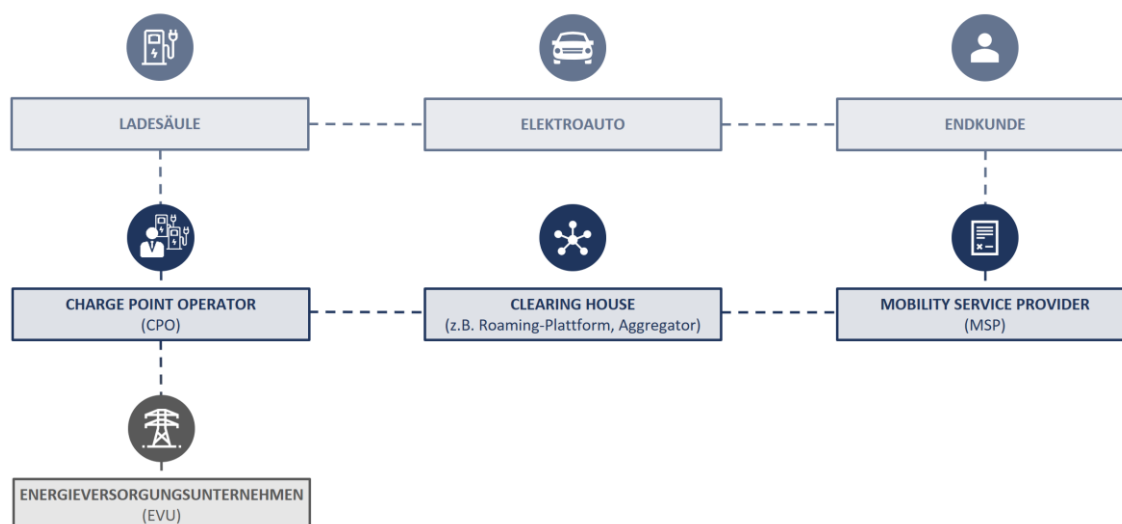 LADESÄULE
ELEKTROAUTO
ENDKUNDE
CHARGE POINT OPERATOR
(CPO)
CLEARING HOUSE
(z.B. Roaming-Plattform, Aggregator)
MOBILITY SERVICE PROVIDER
(MSP)
ENERGIEVERSORGUNGSUNTERNEHMEN
(EVU)